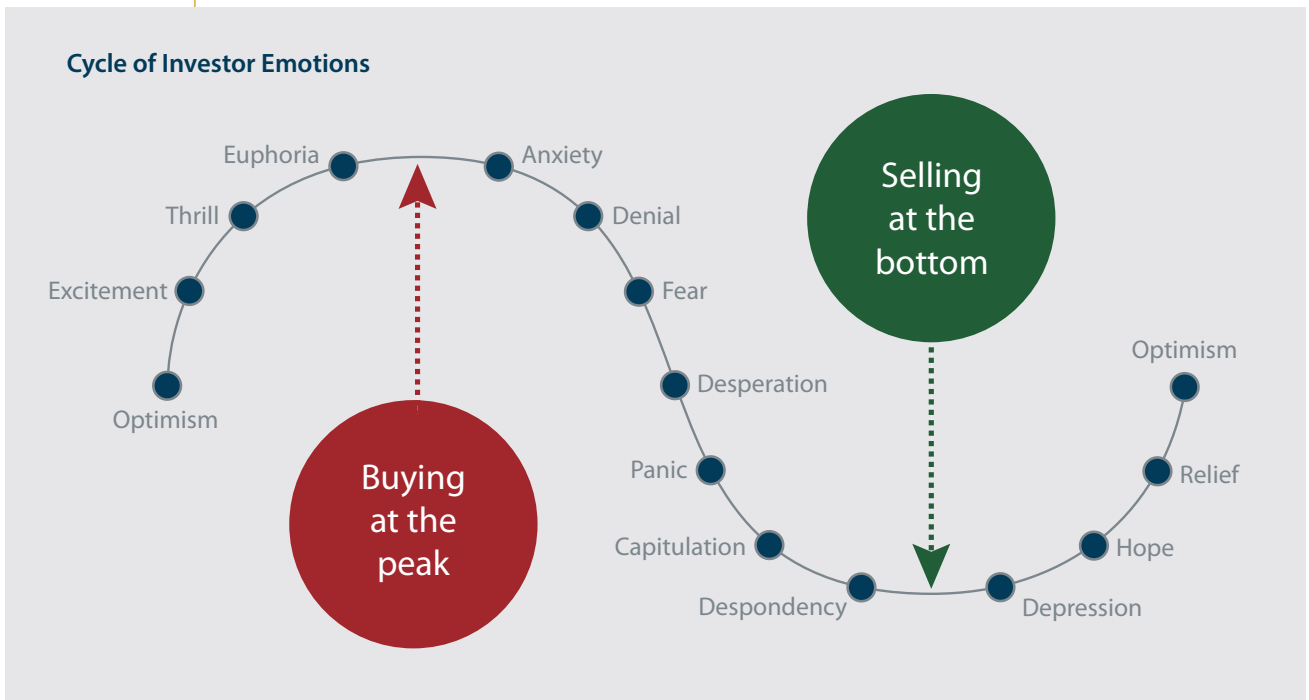 Cycle of Investor Emotions
Optimism
Excitement
Thrill
Euphoria
Buying
at the
peak
Anxiety
Denial
Fear
Desperation
Panic
Capitulation
Despondency
Selling
at the
bottom
Depression
Hope
Relief
Optimism